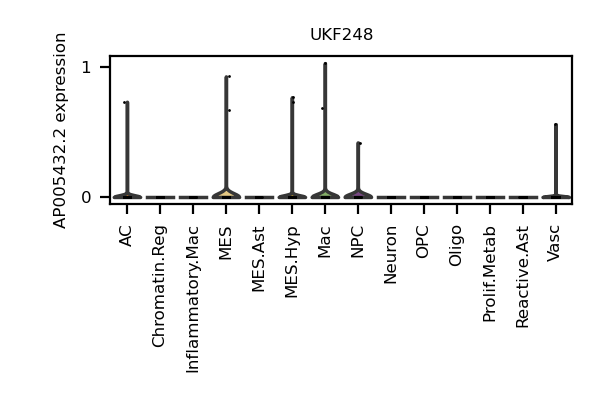 UKF248
AP005432.2 expression
1
0
AC
Chromatin.Reg
Inflammatory.Mac
MES
MES.Ast
MES.Hyp
Mac
NPC
Neuron
OPC
Oligo
Prolif.Metab
Reactive.Ast
Vasc